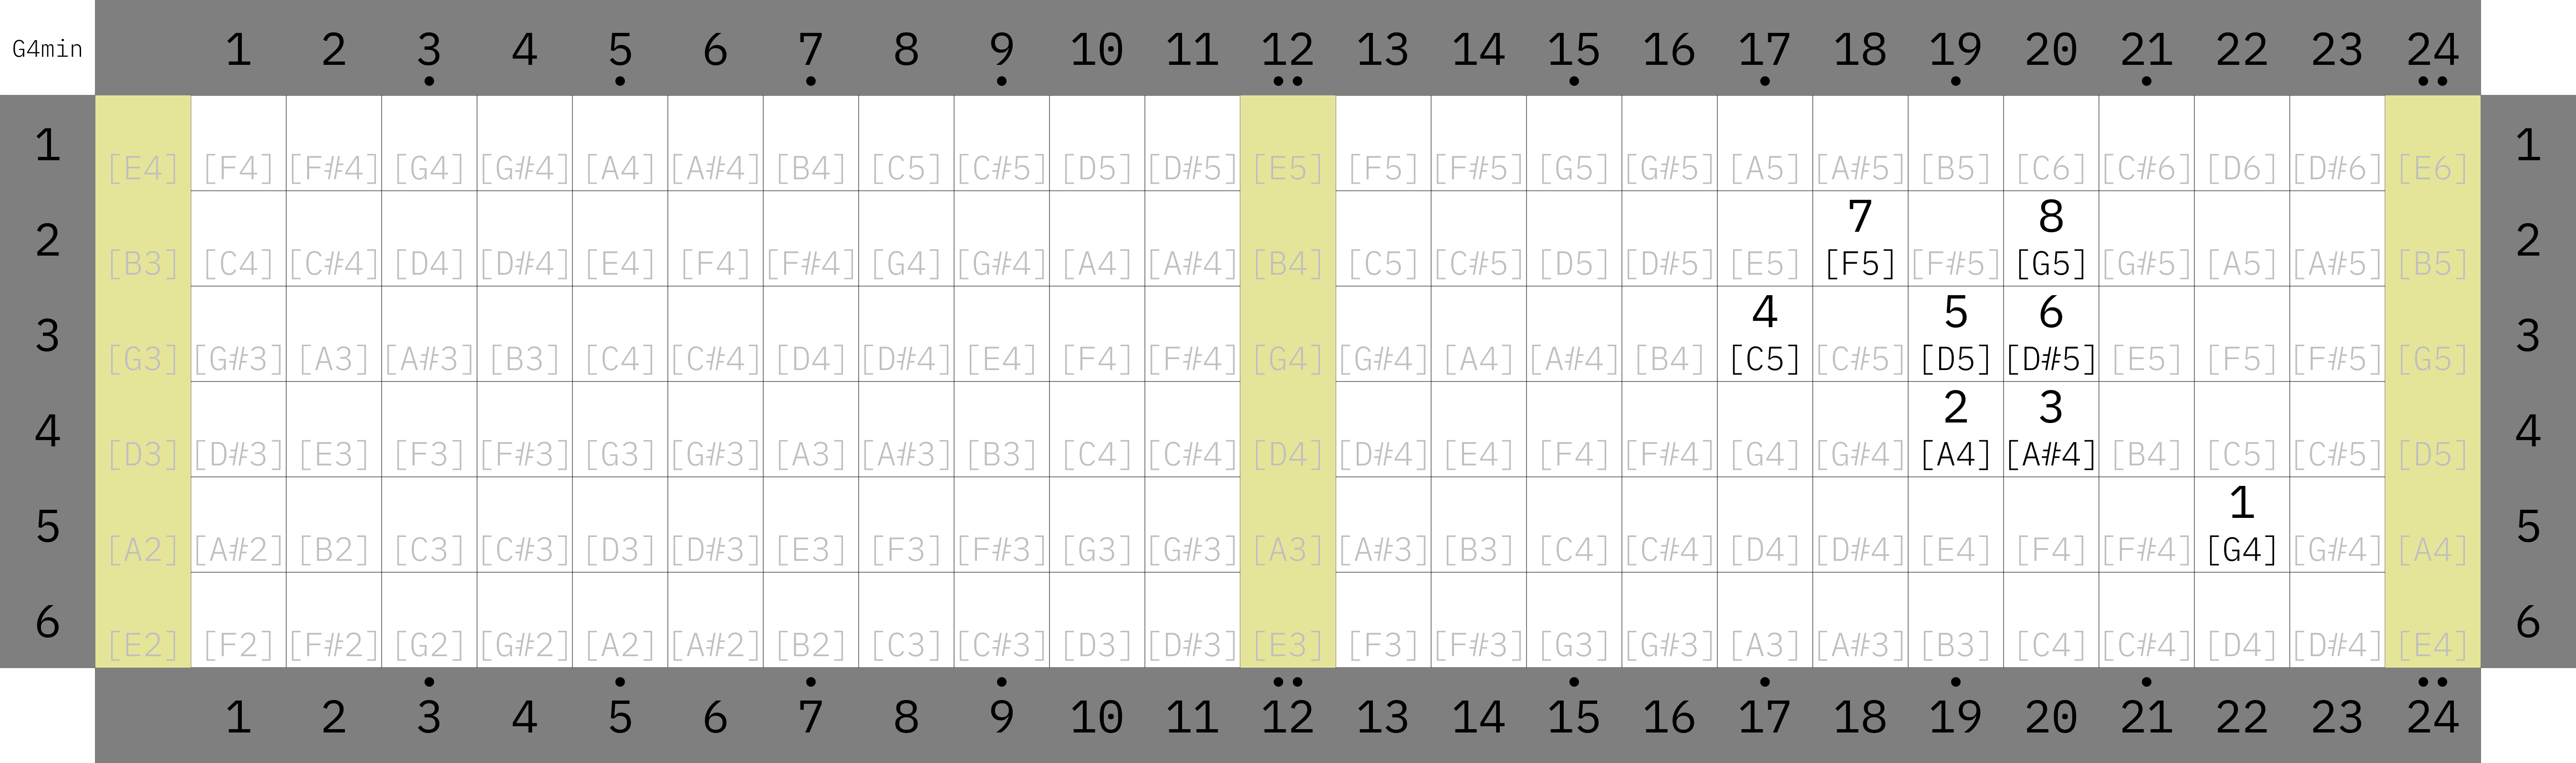 G4min 1 2 3 4 5 6 7 8 9 10 11 12 13 14 15 16 17 18 19 20 21 22 23 24
1 [E4] [F4] [F#4] [G4] [G#4] [A4] [A#4] [B4] [C5] [C#5] [D5] [D#5] [E5] [F5] [F#5] [G5] [G#5] [A5] [A#5] [B5] [C6] [C#6] [D6] [D#6] [E6] 1
7 8
2 [B3] [C4] [C#4] [D4] [D#4] [E4] [F4] [F#4] [G4] [G#4] [A4] [A#4] [B4] [C5] [C#5] [D5] [D#5] [E5] [F5] [F#5] [G5] [G#5] [A5] [A#5] [B5] 2
4 5 6
3 [G3] [G#3] [A3] [A#3] [B3] [C4] [C#4] [D4] [D#4] [E4] [F4] [F#4] [G4] [G#4] [A4] [A#4] [B4] [C5] [C#5] [D5] [D#5] [E5] [F5] [F#5] [G5] 3
2 3
4 [D3] [D#3] [E3] [F3] [F#3] [G3] [G#3] [A3] [A#3] [B3] [C4] [C#4] [D4] [D#4] [E4] [F4] [F#4] [G4] [G#4] [A4] [A#4] [B4] [C5] [C#5] [D5] 4
1
5 [A2] [A#2] [B2] [C3] [C#3] [D3] [D#3] [E3] [F3] [F#3] [G3] [G#3] [A3] [A#3] [B3] [C4] [C#4] [D4] [D#4] [E4] [F4] [F#4] [G4] [G#4] [A4] 5
6 [E2] [F2] [F#2] [G2] [G#2] [A2] [A#2] [B2] [C3] [C#3] [D3] [D#3] [E3] [F3] [F#3] [G3] [G#3] [A3] [A#3] [B3] [C4] [C#4] [D4] [D#4] [E4] 6
1 2 3 4 5 6 7 8 9 10 11 12 13 14 15 16 17 18 19 20 21 22 23 24